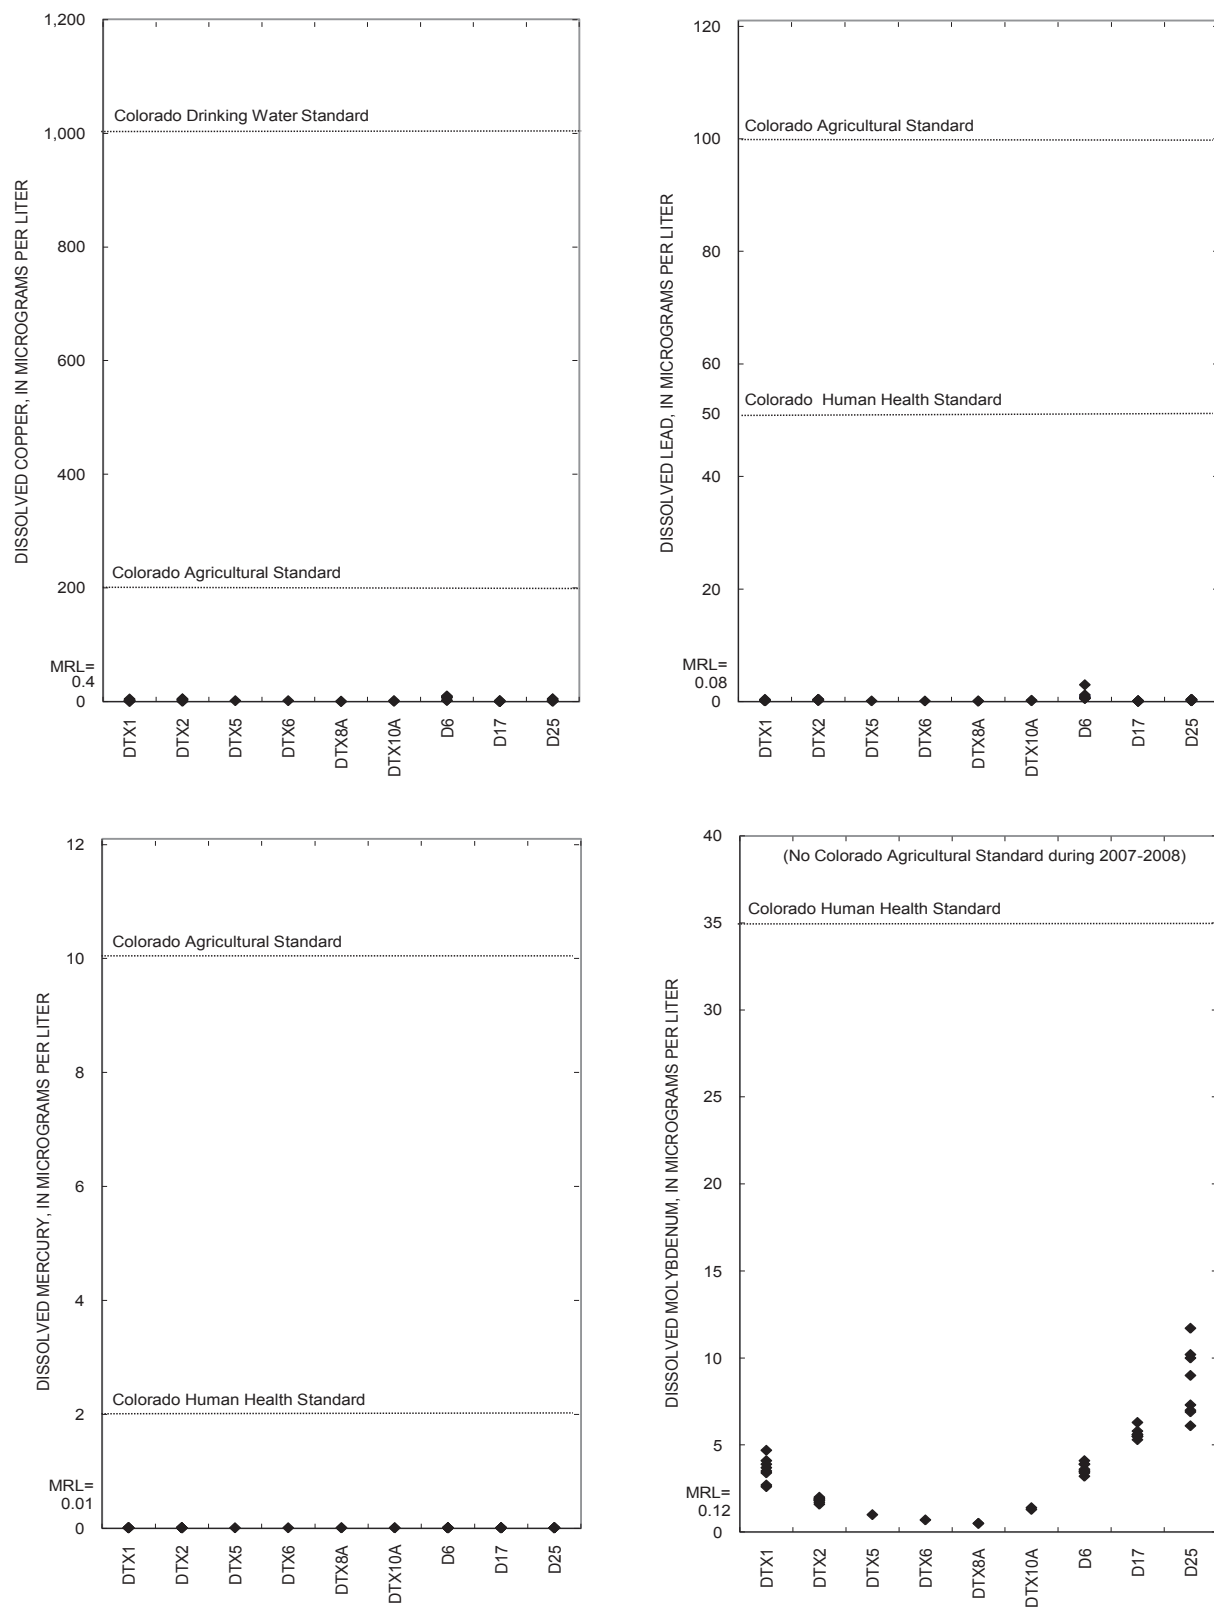 DISSOLVED COPPER, IN MICROGRAMS PER LITER
1,200
1,000
800
600
400
200
0
MRL=
0.4
Colorado Drinking Water Standard
Colorado Agricultural Standard
DTX1
DTX2
DTX5
DTX6
DTX8A
DTX10A
D6
D17
D25
DISSOLVED LEAD, IN MICROGRAMS PER LITER
120
100
80
60
50
40
20
0
MRL=
0.08
Colorado Agricultural Standard
Colorado  Human Health Standard
DTX1
DTX2
DTX5
DTX6
DTX8A
DTX10A
D6
D17
D25
DISSOLVED MERCURY, IN MICROGRAMS PER LITER
12
10
8
6
4
2
0
MRL=
0.01
Colorado Agricultural Standard
Colorado Human Health Standard
DTX1
DTX2
DTX5
DTX6
DTX8A
DTX10A
D6
D17
D25
DISSOLVED MOLYBDENUM, IN MICROGRAMS PER LITER
40
35
30
25
20
15
10
5
0
MRL=
0.12
(No Colorado Agricultural Standard during 2007-2008)
Colorado Human Health Standard
DTX1
DTX2
DTX5
DTX6
DTX8A
DTX10A
D6
D17
D25